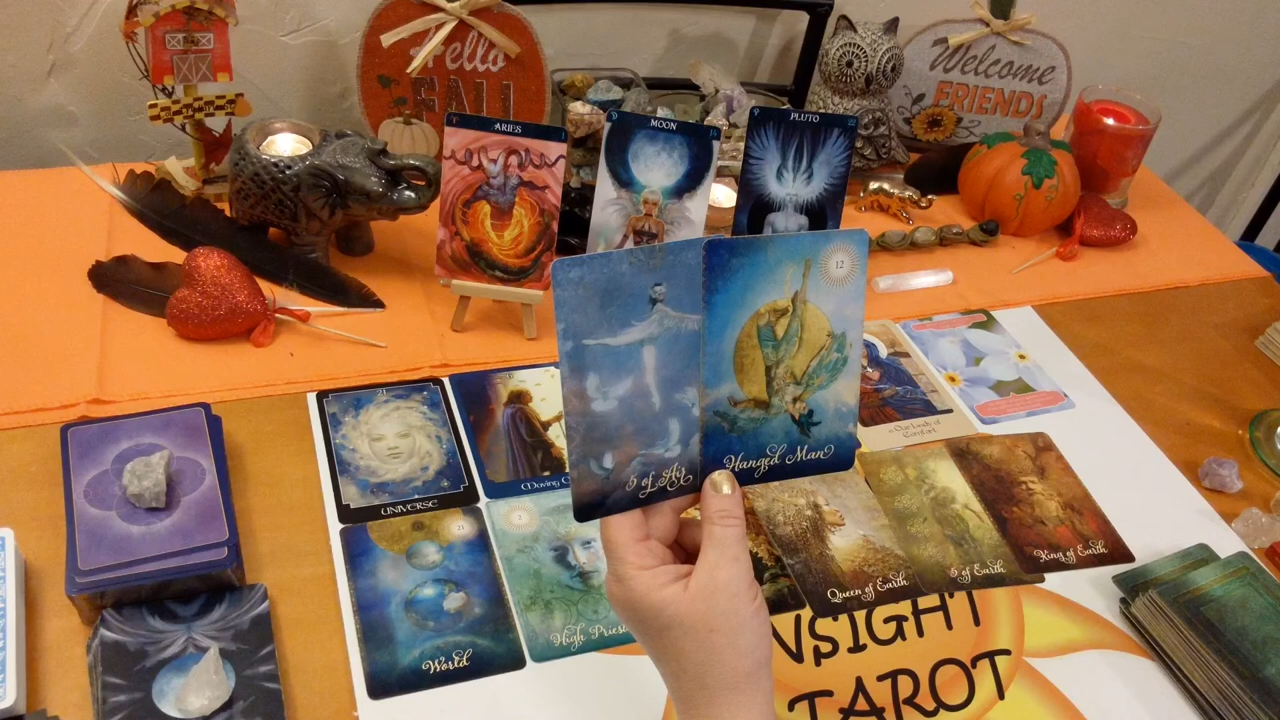 Hello
FALL
Welcome
FRIENDS
ARIES
MOON
PLUTO
12
5 of Air
Hanged Man
21
UNIVERSE
Our Lady of
Comfort
21
World
2
High
Queen of Earth
5 of Earth
King of Earth
NSIGHT
TAROT